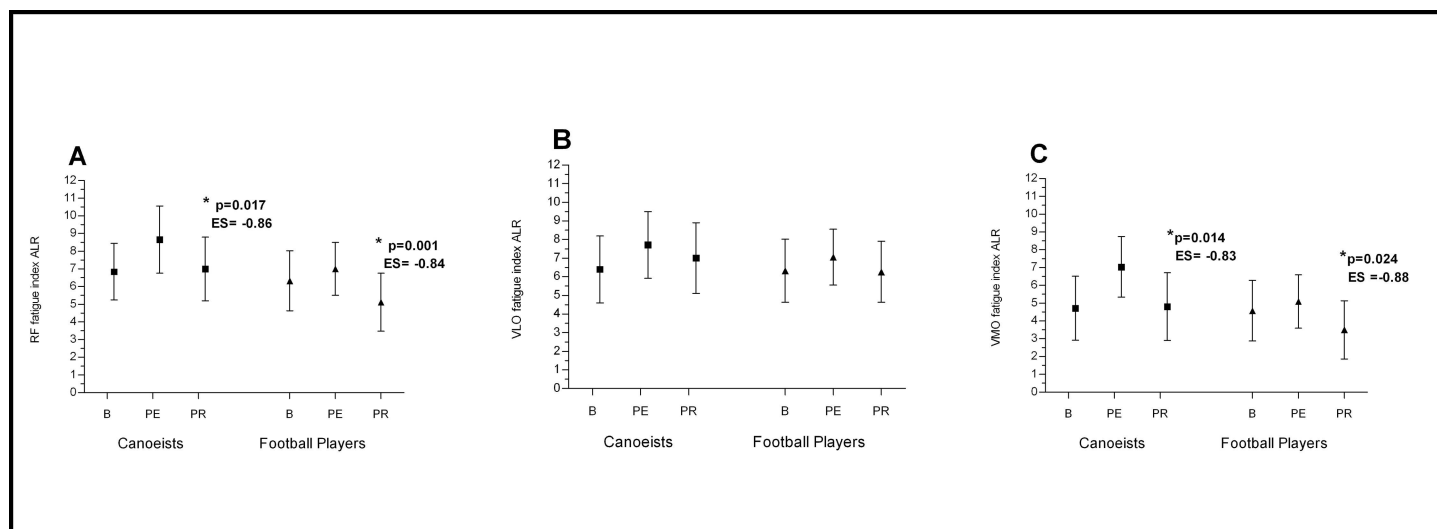 A
RF fatigue index ALR
12
11
10
9
8
7
6
5
4
3
2
1
0
* p=0.017
ES= -0.86
* p=0.001
ES= -0.84
B PE PR B PE PR
Canoeists Football Players
B
VLO fatigue index ALR
12
11
10
9
8
7
6
5
4
3
2
1
0
B PE PR B PE PR
Canoeists Football Players
C
VMO fatigue index ALR
12
11
10
9
8
7
6
5
4
3
2
1
0
*p=0.014
ES= -0.83
*p=0.024
ES =-0.88
B PE PR B PE PR
Canoeists Football Players